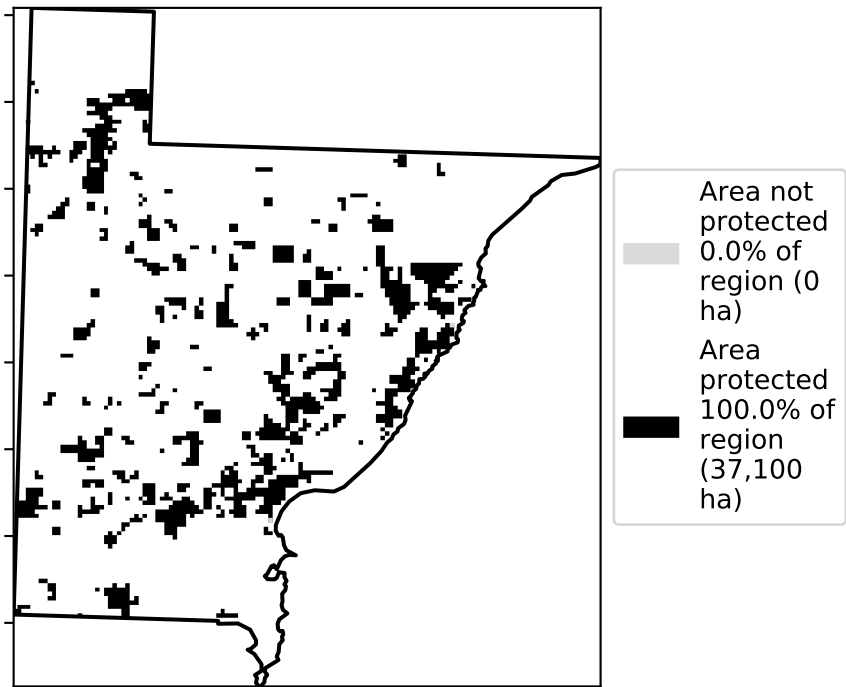 Area not
protected
0.0% of
region (0
ha)
Area
protected
100.0% of
region
(37,100
ha)